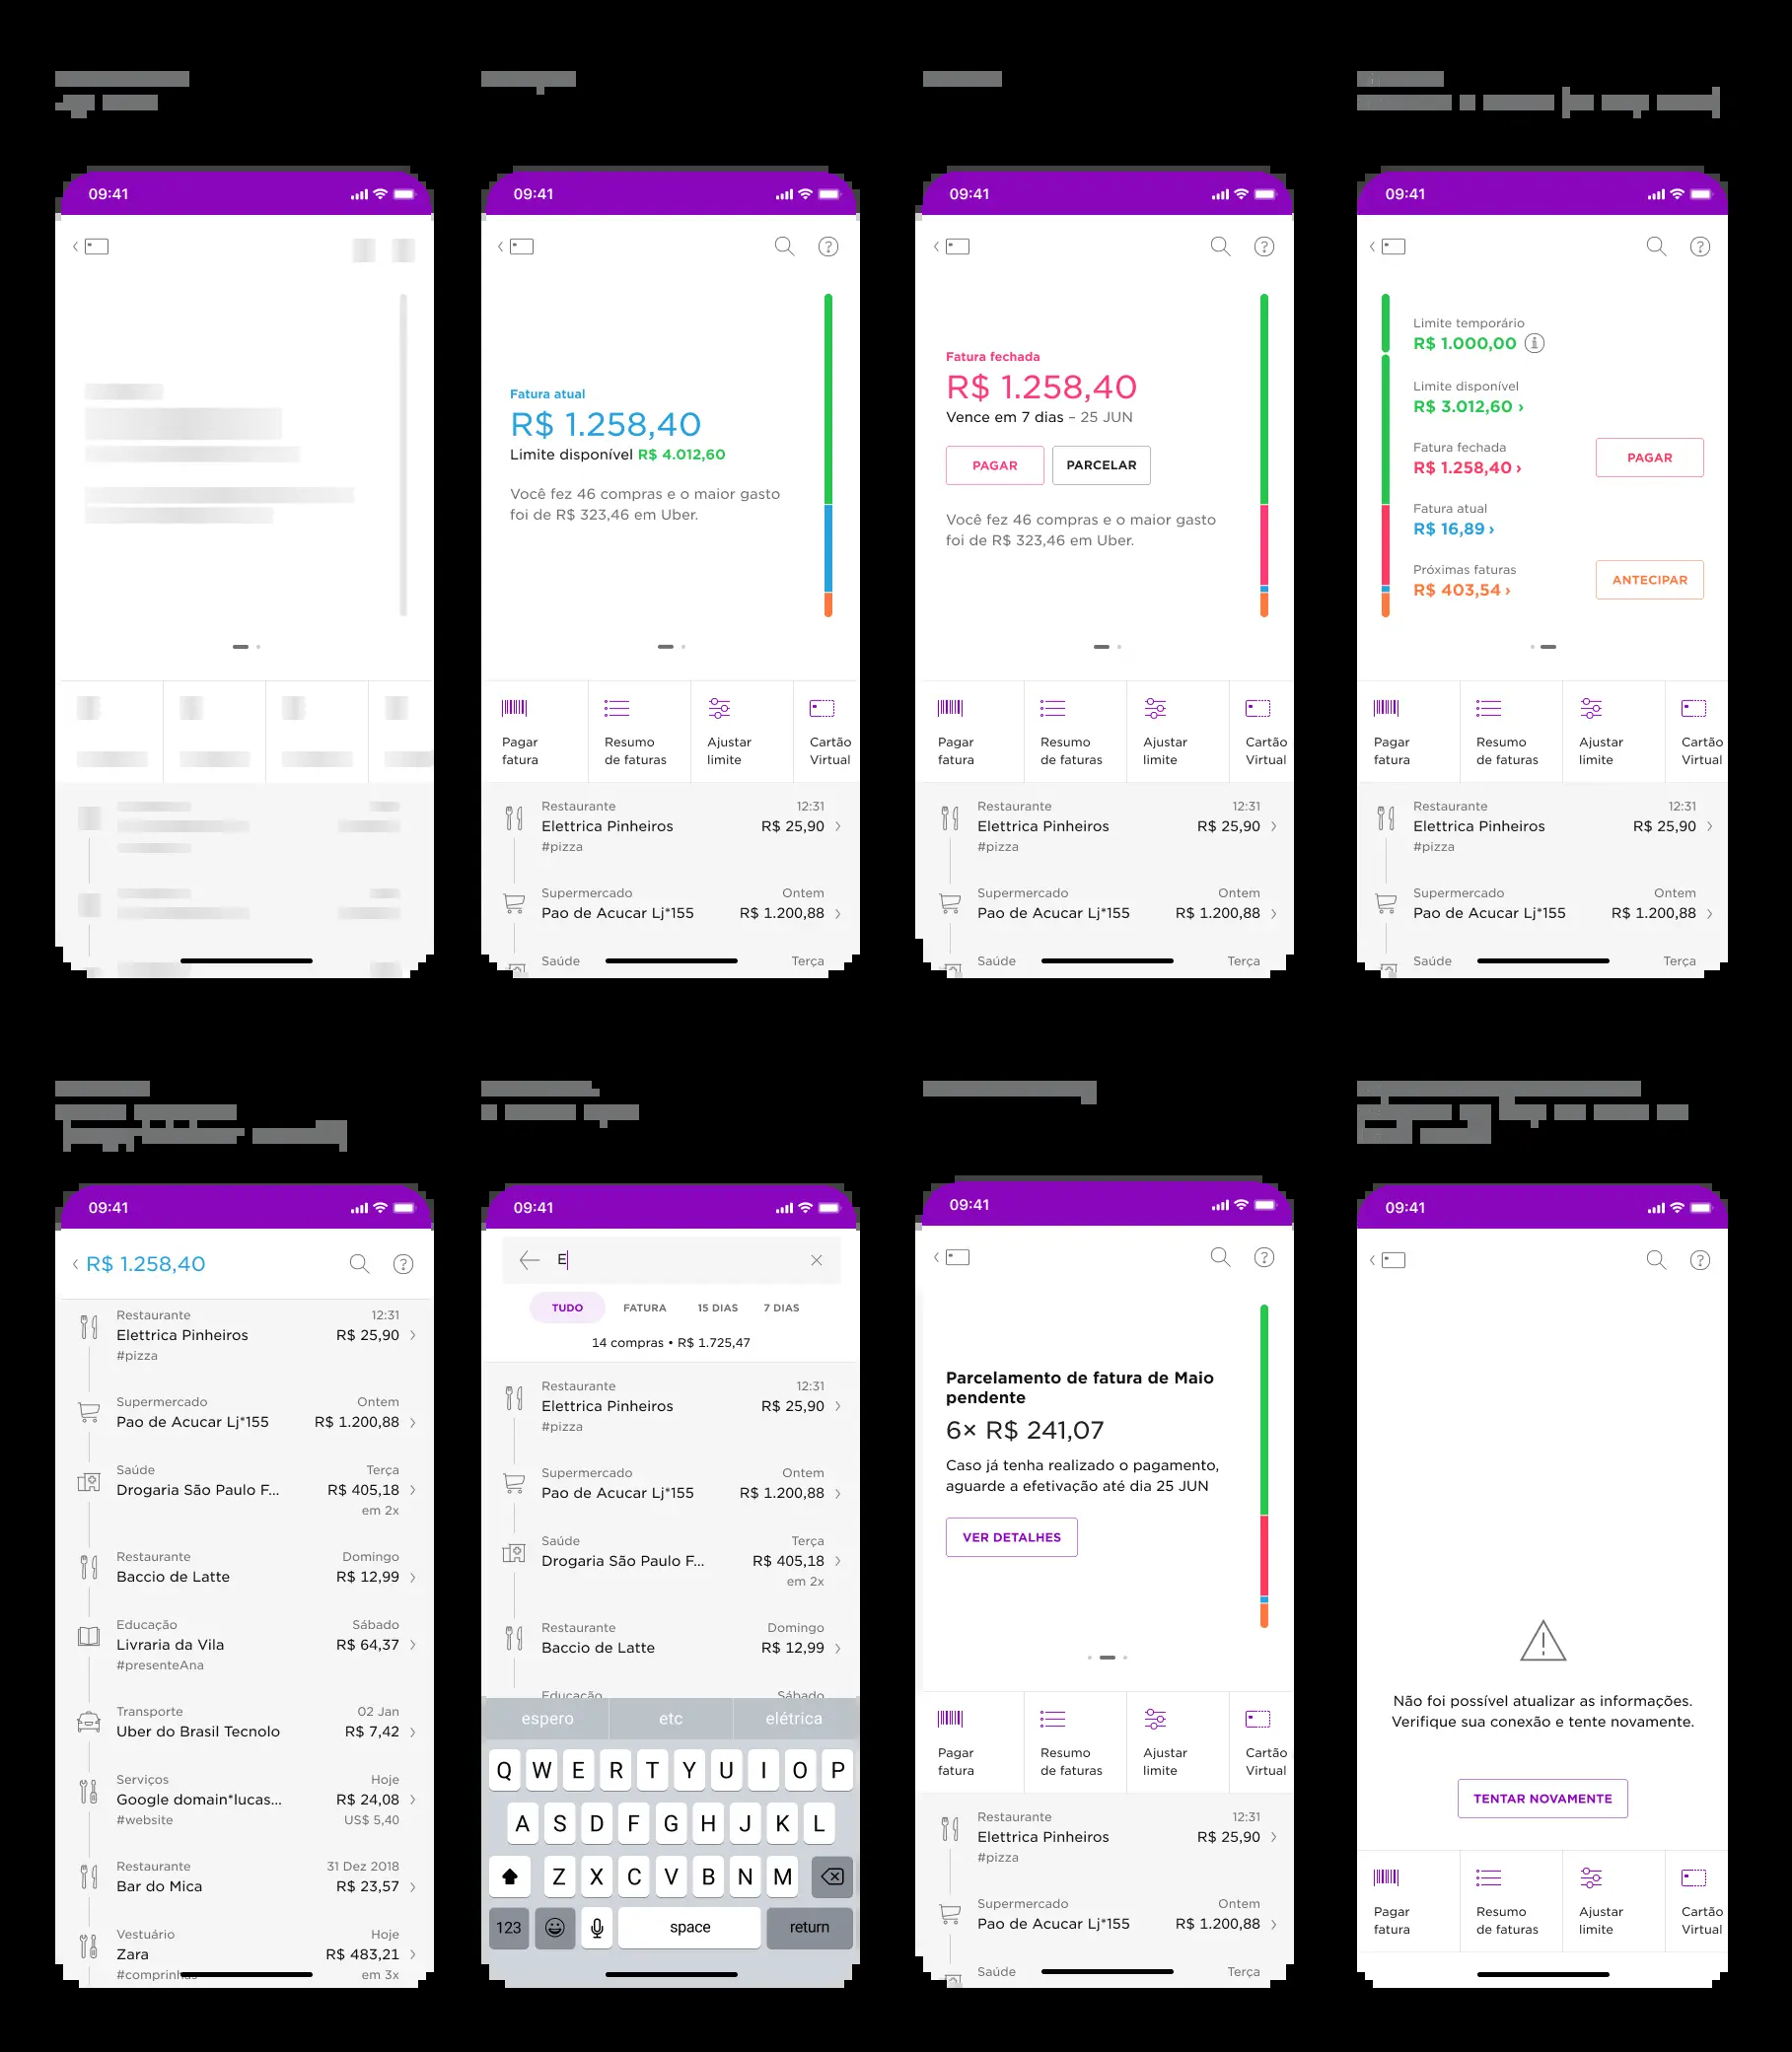 09:41
09:41
Fatura atual
R$ 1.258,40
Limite disponível R$ 4.012,60
Você fez 46 compras e o maior gasto
foi de R$ 323,46 em Uber.
Pagar
fatura
Resumo
de faturas
Ajustar
limite
Cartão
Virtual
Restaurante 12:31
Elettrica Pinheiros R$ 25,90
#pizza
Supermercado Ontem
Pao de Acucar Lj*155 R$ 1.200,88
Saúde Terça
09:41
Fatura fechada
R$ 1.258,40
Vence em 7 dias – 25 JUN
PAGAR PARCELAR
Você fez 46 compras e o maior gasto
foi de R$ 323,46 em Uber.
Pagar
fatura
Resumo
de faturas
Ajustar
limite
Cartão
Virtual
Restaurante 12:31
Elettrica Pinheiros R$ 25,90
#pizza
Supermercado Ontem
Pao de Acucar Lj*155 R$ 1.200,88
Saúde Terça
09:41
Limite temporário
R$ 1.000,00
Limite disponível
R$ 3.012,60
Fatura fechada
R$ 1.258,40
PAGAR
Fatura atual
R$ 16,89
Próximas faturas
R$ 403,54
ANTECIPAR
Pagar
fatura
Resumo
de faturas
Ajustar
limite
Cartão
Virtual
Restaurante 12:31
Elettrica Pinheiros R$ 25,90
#pizza
Supermercado Ontem
Pao de Acucar Lj*155 R$ 1.200,88
Saúde Terça
09:41
R$ 1.258,40
Restaurante 12:31
Elettrica Pinheiros R$ 25,90
#pizza
Supermercado Ontem
Pao de Acucar Lj*155 R$ 1.200,88
Saúde Terça
Drogaria São Paulo F... R$ 405,18
em 2x
Restaurante Domingo
Baccio de Latte R$ 12,99
Educação Sábado
Livraria da Vila R$ 64,37
#presenteAna
Transporte 02 Jan
Uber do Brasil Tecnolo R$ 7,42
Serviços Hoje
Google domain*lucas... R$ 24,08
#website US$ 5,40
Restaurante 31 Dez 2018
Bar do Mica R$ 23,57
Vestuário Hoje
Zara R$ 483,21
#comprinhas em 3x
09:41
E
TUDO FATURA 15 DIAS 7 DIAS
14 compras • R$ 1.725,47
Restaurante 12:31
Elettrica Pinheiros R$ 25,90
#pizza
Supermercado Ontem
Pao de Acucar Lj*155 R$ 1.200,88
Saúde Terça
Drogaria São Paulo F... R$ 405,18
em 2x
Restaurante Domingo
Baccio de Latte R$ 12,99
Educação Sábado
espero etc elétrica
Q W E R T Y U I O P
A S D F G H J K L
Z X C V B N M
123 space return
09:41
Parcelamento de fatura de Maio
pendente
6× R$ 241,07
Caso já tenha realizado o pagamento,
aguarde a efetivação até dia 25 JUN
VER DETALHES
Pagar
fatura
Resumo
de faturas
Ajustar
limite
Cartão
Virtual
Restaurante 12:31
Elettrica Pinheiros R$ 25,90
#pizza
Supermercado Ontem
Pao de Acucar Lj*155 R$ 1.200,88
Saúde Terça
09:41
Não foi possível atualizar as informações.
Verifique sua conexão e tente novamente.
TENTAR NOVAMENTE
Pagar
fatura
Resumo
de faturas
Ajustar
limite
Cartão
Virtual